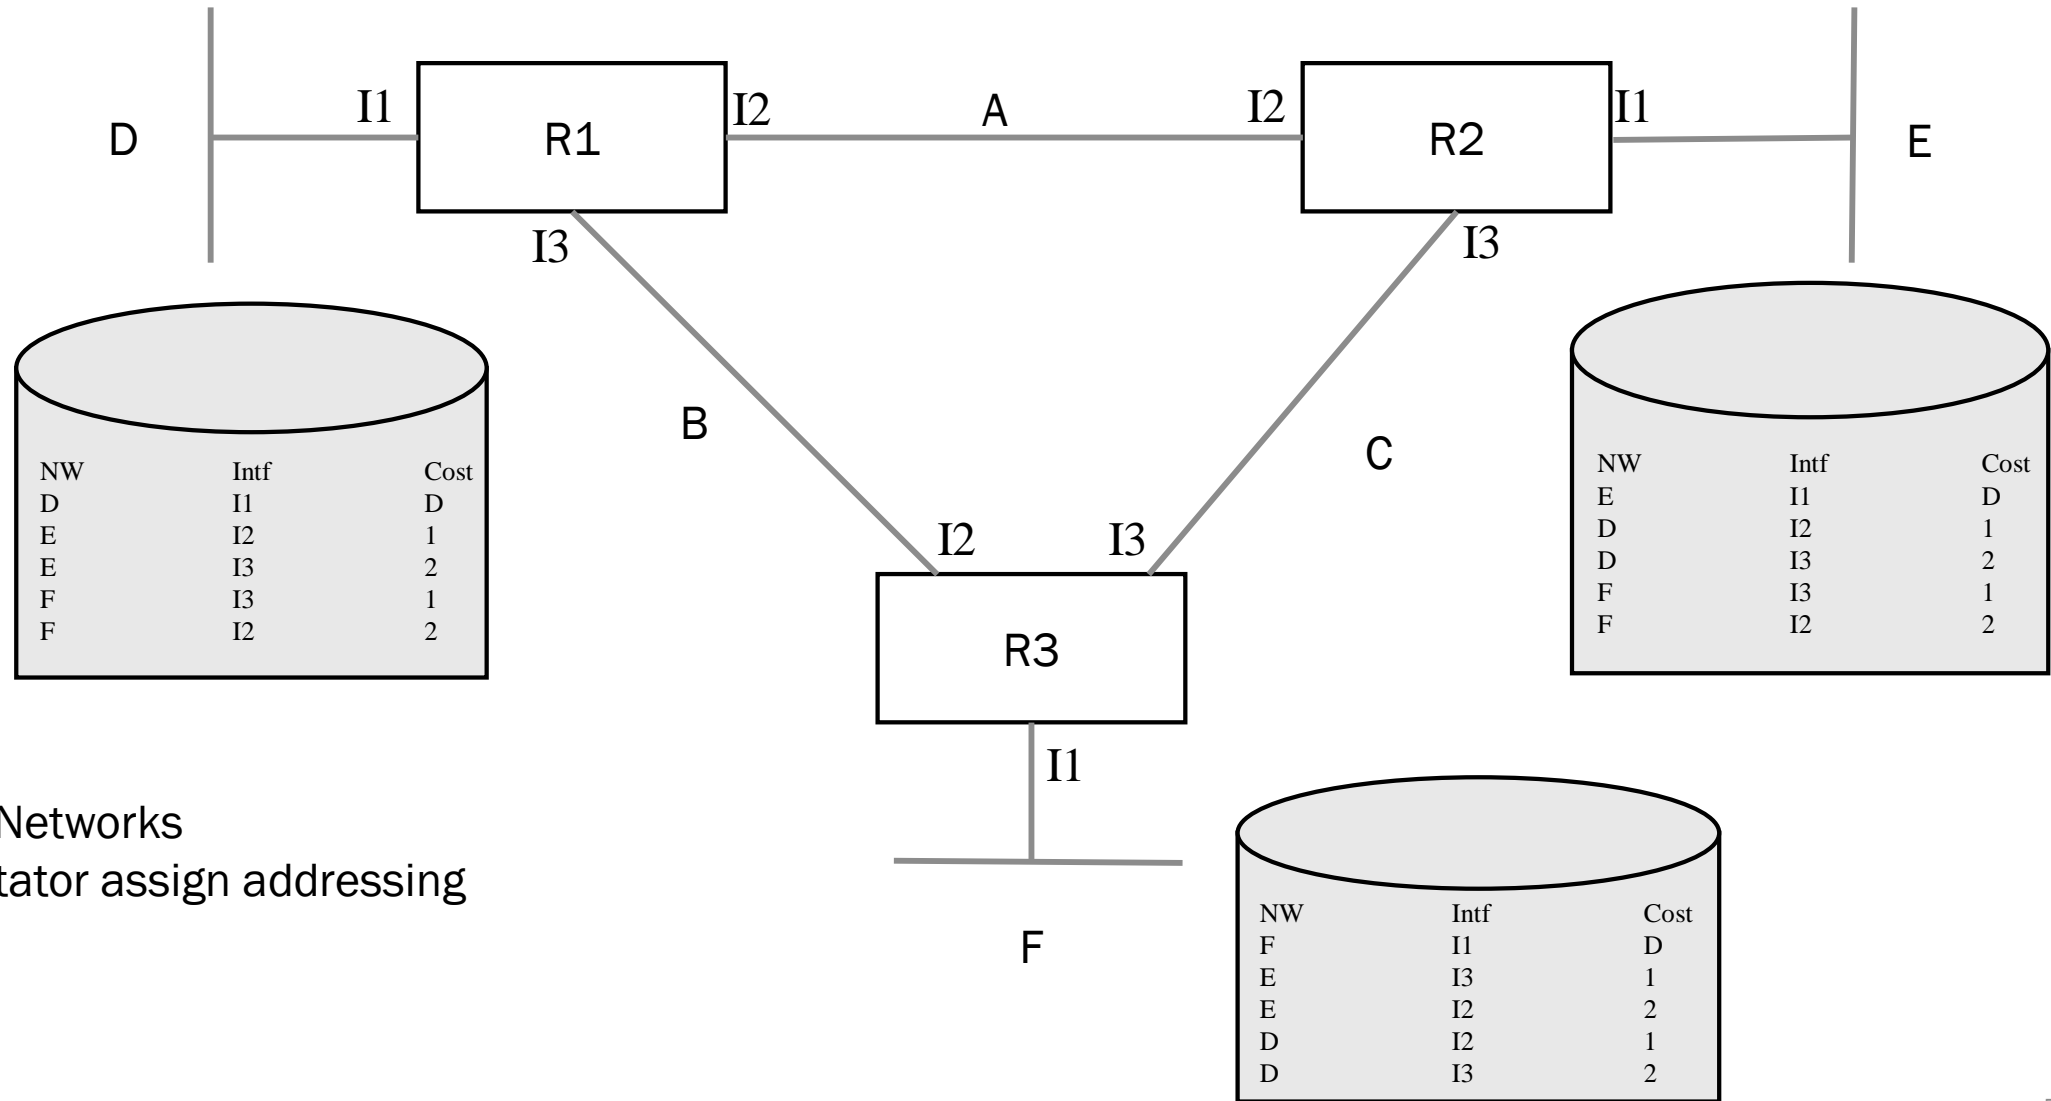 D I1 R1 I2 A I2 R2 I1 E
I3 I3
B C
I2 I3
R3
I1
F
NW Intf Cost
D I1 D
E I2 1
E I3 2
F I3 1
F I2 2
NW Intf Cost
E I1 D
D I2 1
D I3 2
F I3 1
F I2 2
Networks
tator assign addressing
NW Intf Cost
F I1 D
E I3 1
E I2 2
D I2 1
D I3 2